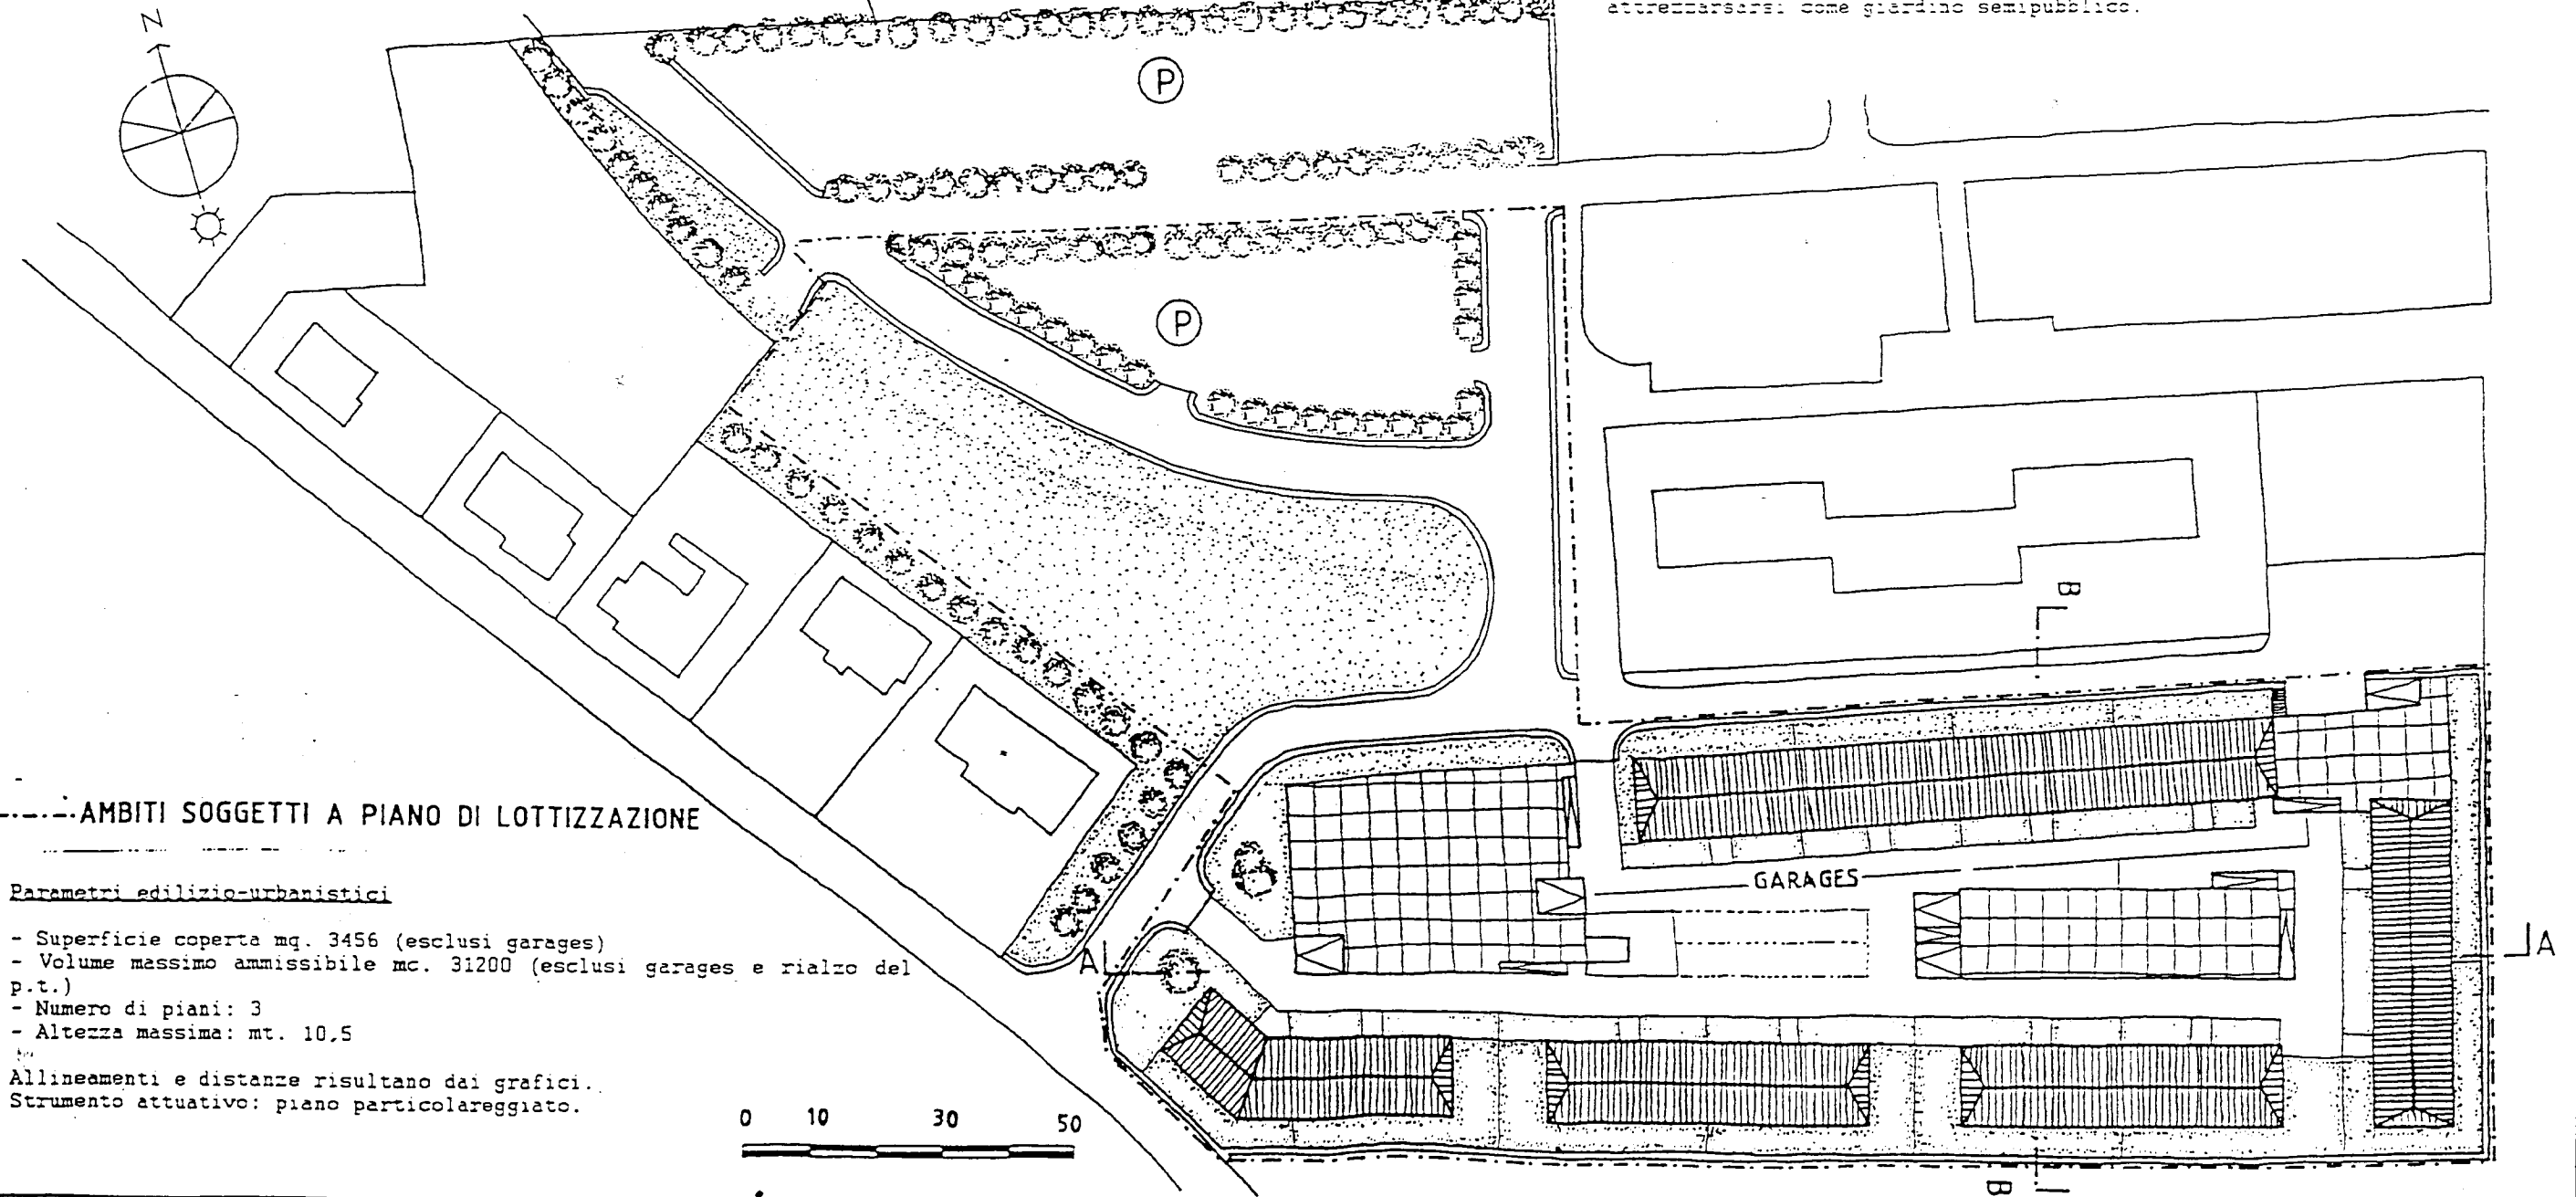 attrezzarsarsi come giardino semipubblico.
N
P
P
B
GARAGES
A
A
B
AMBITI SOGGETTI A PIANO DI LOTTIZZAZIONE
Parametri edilizio-urbanistici
- Superficie coperta mq. 3456 (esclusi garages)
- Volume massimo ammissibile mc. 31200 (esclusi garages e rialzo del
p.t.)
- Numero di piani: 3
- Altezza massima: mt. 10,5
Allineamenti e distanze risultano dai grafici.
Strumento attuativo: piano particolareggiato.
0 10 30 50